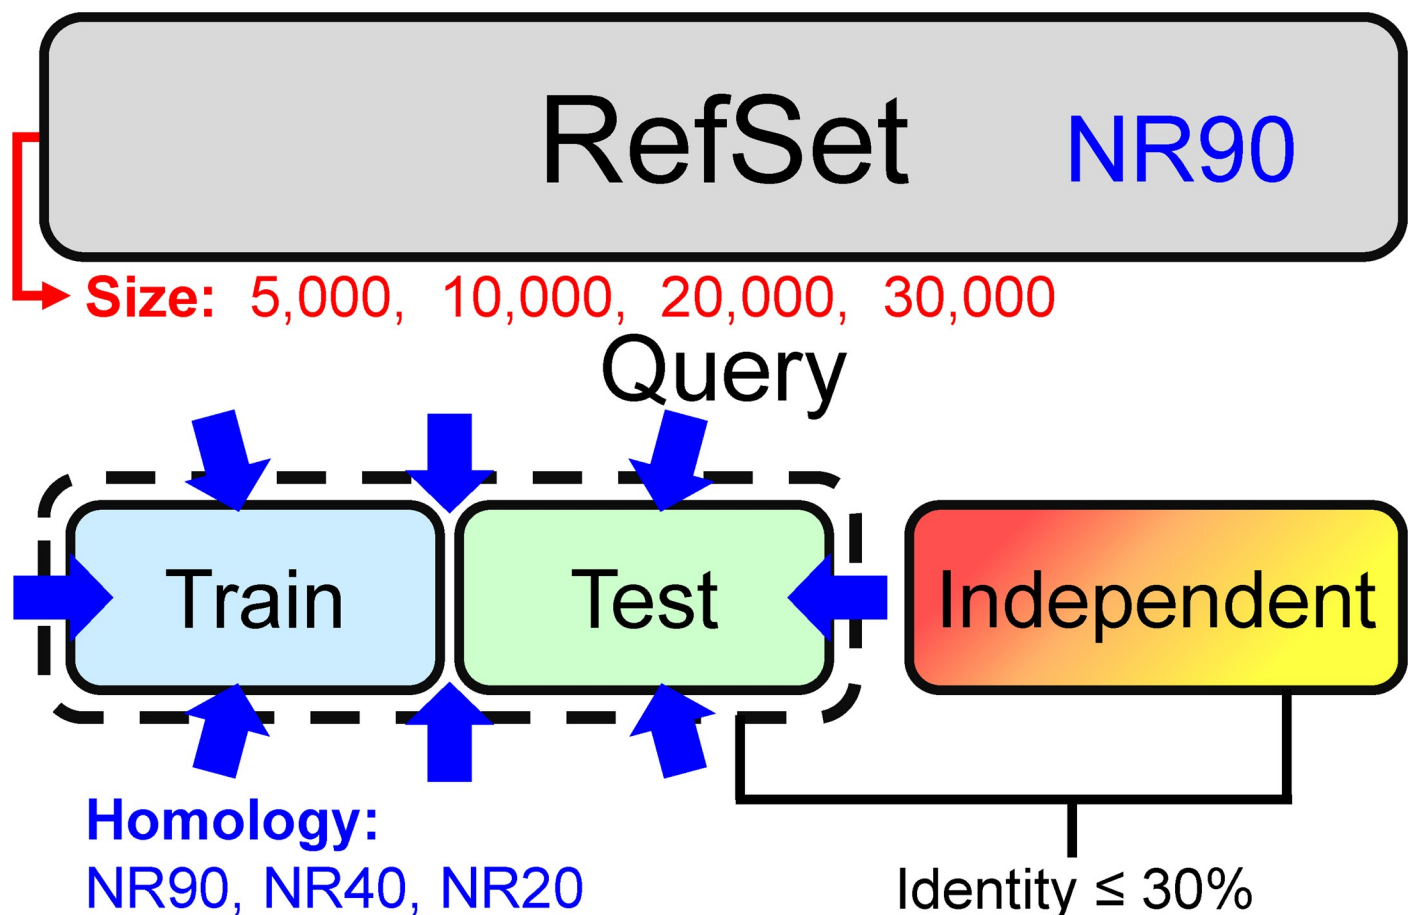 RefSet NR90
Size: 5,000, 10,000, 20,000, 30,000
Query
Train Test Independent
Homology:
NR90, NR40, NR20
Identity ≤ 30%